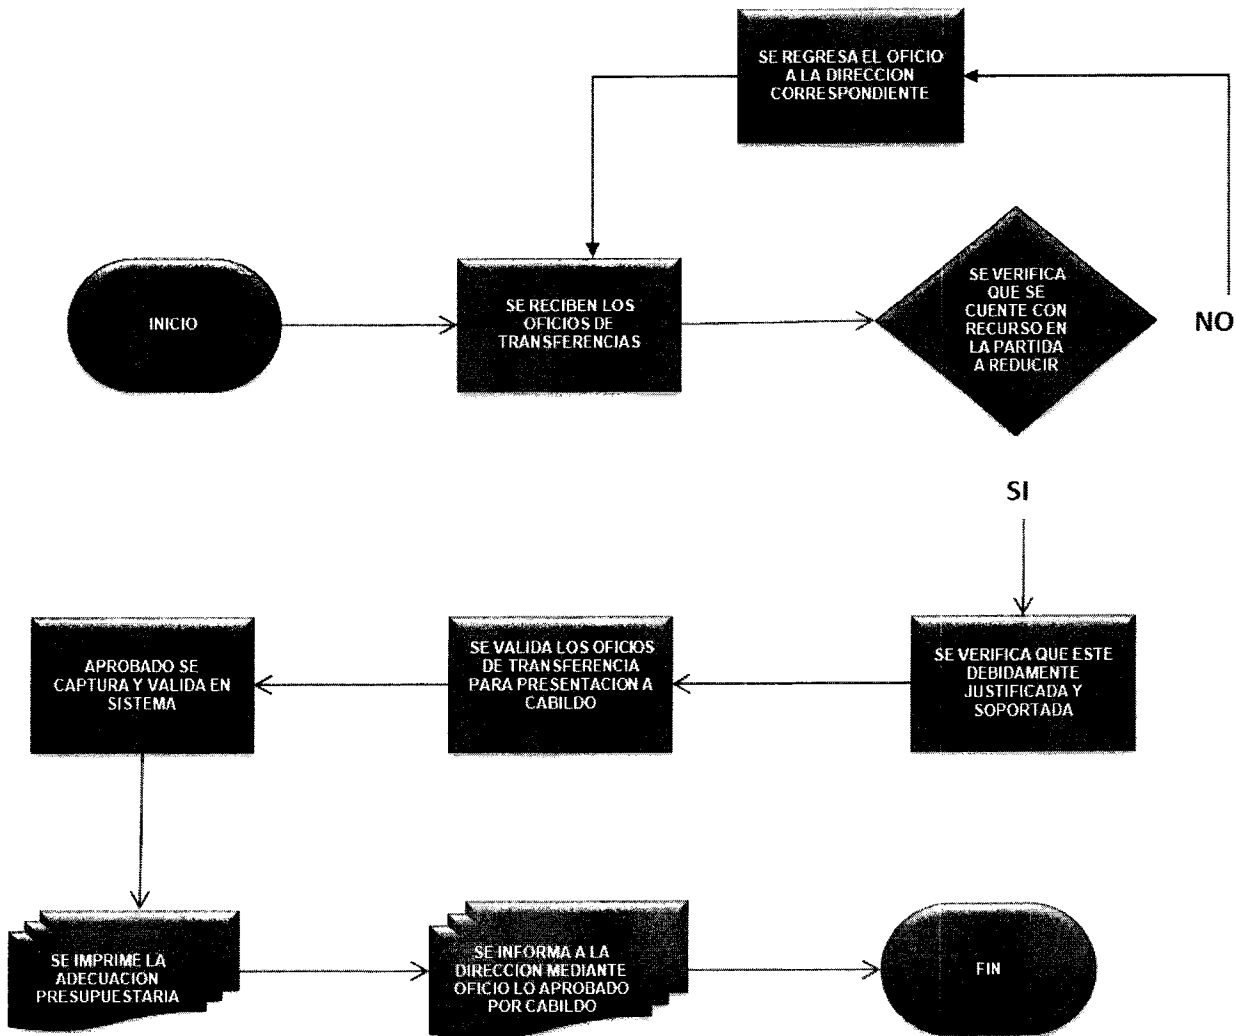 SE REGRESA EL OFICIO
A LA DIRECCION
CORRESPONDIENTE
INICIO
SE RECIBEN LOS
OFICIOS DE
TRANSFERENCIAS
SE VERIFICA
QUE SE
CUENTE CON
RECURSO EN
LA PARTIDA
A REDUCIR
NO
SI
APROBADO SE
CAPTURA Y VALIDA EN
SISTEMA
SE VALIDA LOS OFICIOS
DE TRANSFERENCIA
PARA PRESENTACION A
CABILDO
SE VERIFICA QUE ESTE
DEBIDAMENTE
JUSTIFICADA Y
SOPORTADA
SE IMPRIME LA
ADECUACION
PRESUPUESTARIA
SE INFORMA A LA
DIRECCION MEDIANTE
OFICIO LO APROBADO
POR CABILDO
FIN